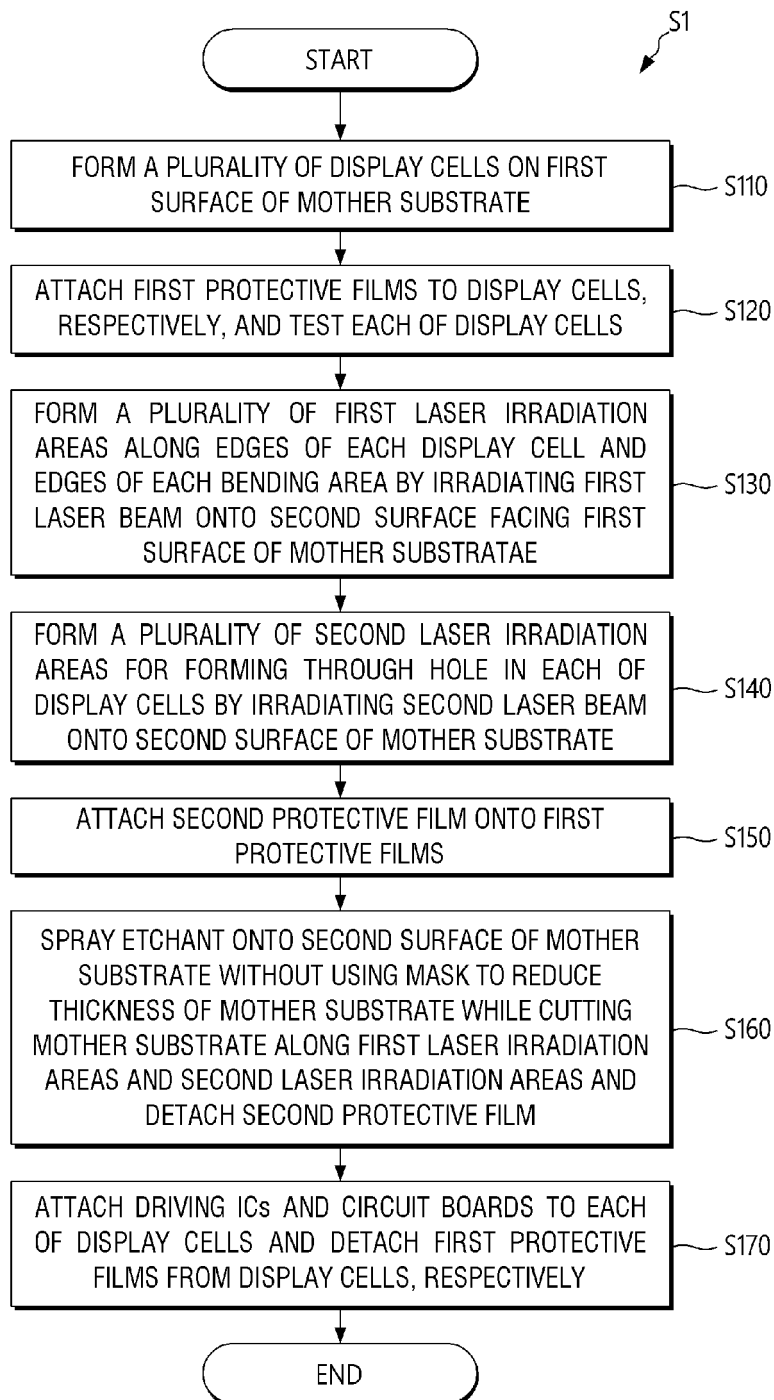 S1
START
FORM A PLURALITY OF DISPLAY CELLS ON FIRST
SURFACE OF MOTHER SUBSTRATE
S110
ATTACH FIRST PROTECTIVE FILMS TO DISPLAY CELLS,
RESPECTIVELY, AND TEST EACH OF DISPLAY CELLS
S120
FORM A PLURALITY OF FIRST LASER IRRADIATION
AREAS ALONG EDGES OF EACH DISPLAY CELL AND
EDGES OF EACH BENDING AREA BY IRRADIATING FIRST
LASER BEAM ONTO SECOND SURFACE FACING FIRST
SURFACE OF MOTHER SUBSTRATAE
S130
FORM A PLURALITY OF SECOND LASER IRRADIATION
AREAS FOR FORMING THROUGH HOLE IN EACH OF
DISPLAY CELLS BY IRRADIATING SECOND LASER BEAM
ONTO SECOND SURFACE OF MOTHER SUBSTRATE
S140
ATTACH SECOND PROTECTIVE FILM ONTO FIRST
PROTECTIVE FILMS
S150
SPRAY ETCHANT ONTO SECOND SURFACE OF MOTHER
SUBSTRATE WITHOUT USING MASK TO REDUCE
THICKNESS OF MOTHER SUBSTRATE WHILE CUTTING
MOTHER SUBSTRATE ALONG FIRST LASER IRRADIATION
AREAS AND SECOND LASER IRRADIATION AREAS AND
DETACH SECOND PROTECTIVE FILM
S160
ATTACH DRIVING ICs AND CIRCUIT BOARDS TO EACH
OF DISPLAY CELLS AND DETACH FIRST PROTECTIVE
FILMS FROM DISPLAY CELLS, RESPECTIVELY
S170
END